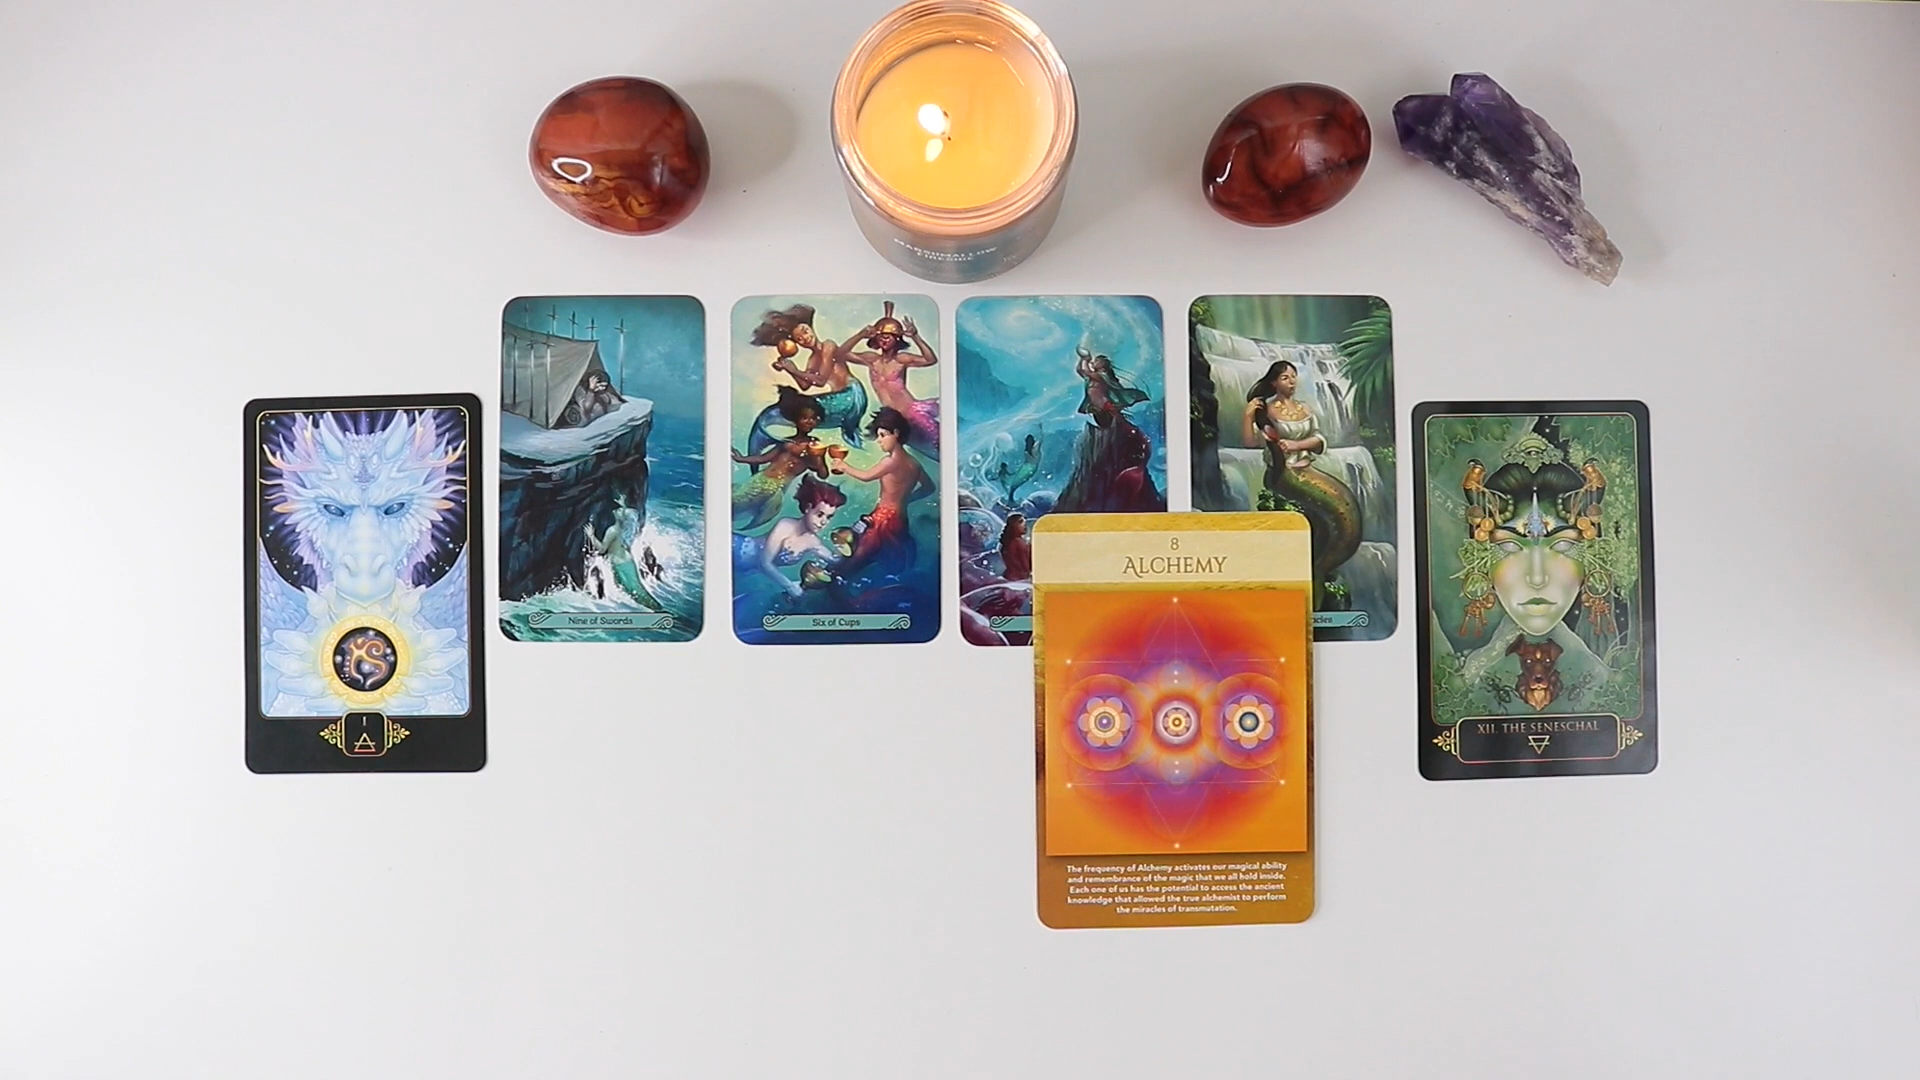 MARSHMALLOW
FIRESIDE
Nine of Swords
Six of Cups
I
8
ALCHEMY
The frequency of Alchemy activates our magical ability
and remembrance of the magic that we all hold inside.
Each one of us has the potential to access the ancient
knowledge that allowed the true alchemist to perform
the miracles of transmutation.
XII. THE SENESCHAL